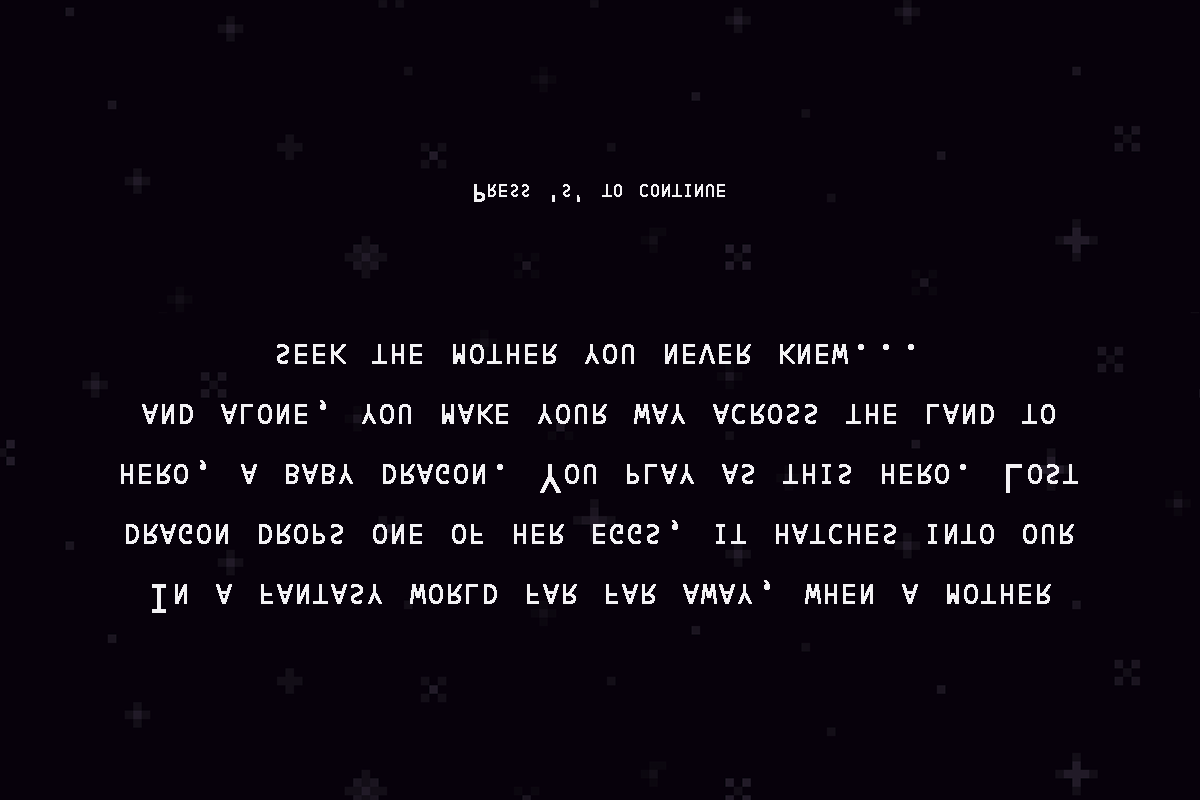 In a fantasy world far far away, when a mother
dragon drops one of her eggs, it hatches into our
hero, a baby dragon. You play as this hero. Lost
and alone, you make your way across the land to
seek the mother you never knew...
Press 's' to continue